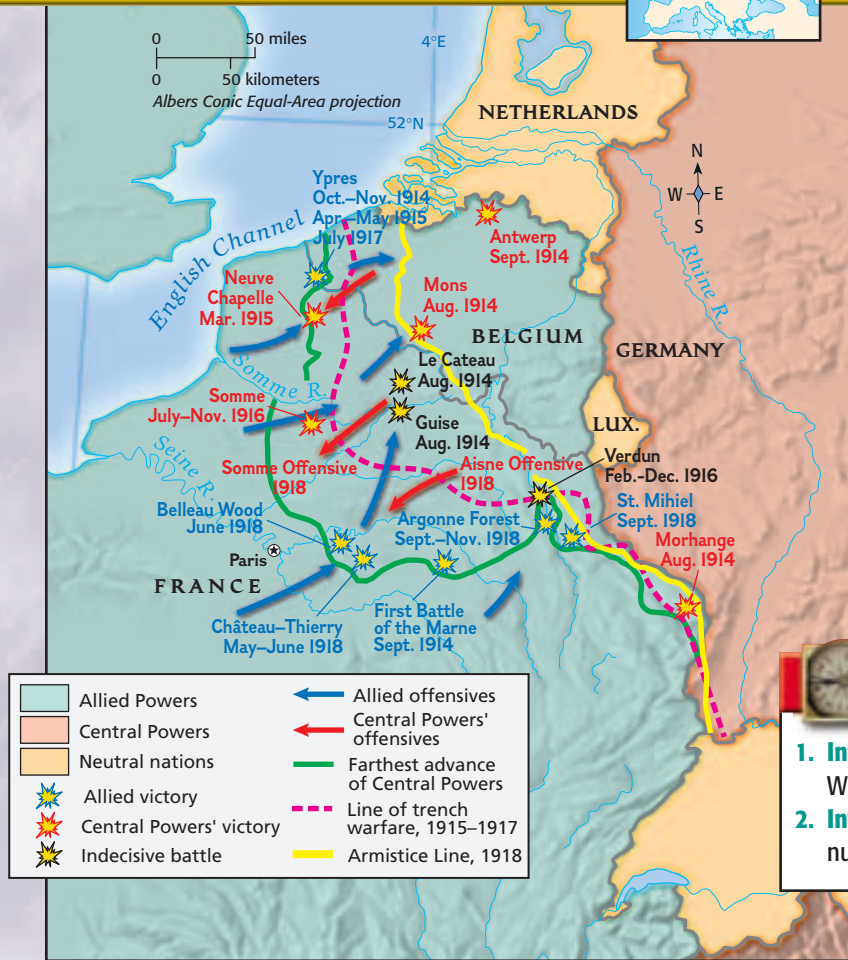 0 50 miles
0 50 kilometers
Albers Conic Equal-Area projection
4°E
52°N
NETHERLANDS
N
W E
S
Ypres
Oct.–Nov. 1914
Apr.–May 1915
July 1917
English Channel
Antwerp
Sept. 1914
Rhine R.
Neuve
Chapelle
Mar. 1915
Mons
Aug. 1914
BELGIUM
GERMANY
Le Cateau
Aug. 1914
Somme R.
Somme
July–Nov. 1916
Guise
Aug. 1914
LUX.
Seine R.
Somme Offensive
1918
Aisne Offensive
1918
Verdun
Feb.-Dec. 1916
Belleau Wood
June 1918
Argonne Forest
Sept.–Nov. 1918
St. Mihiel
Sept. 1918
Paris
Morhange
Aug. 1914
FRANCE
Château–Thierry
May–June 1918
First Battle
of the Marne
Sept. 1914
Allied Powers
Central Powers
Neutral nations
Allied victory
Central Powers' victory
Indecisive battle
Allied offensives
Central Powers'
offensives
Farthest advance
of Central Powers
Line of trench
warfare, 1915–1917
Armistice Line, 1918
1. In
W
2. In
nu